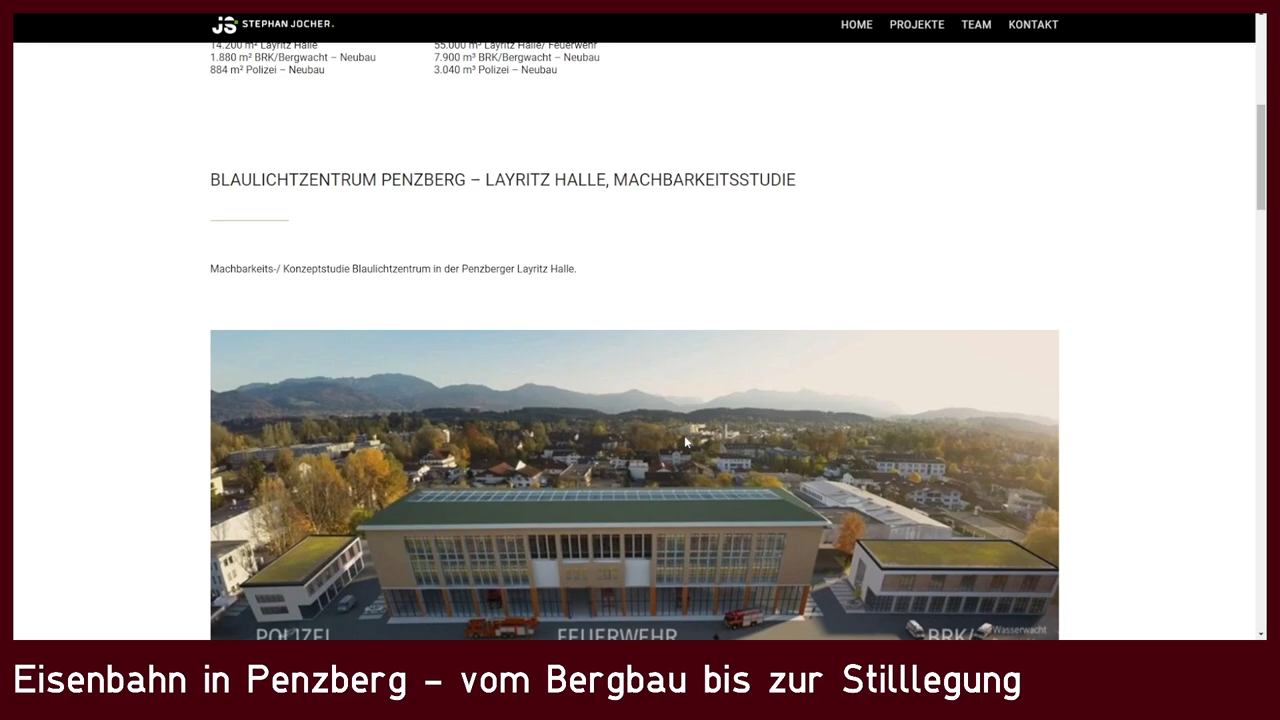 JS STEPHAN JOCHER.
HOME PROJEKTE TEAM KONTAKT
14.200 m² Layritz Halle 55.000 m³ Layritz Halle/ Feuerwehr
1.880 m² BRK/Bergwacht – Neubau 7.900 m³ BRK/Bergwacht – Neubau
884 m² Polizei – Neubau 3.040 m³ Polizei – Neubau
BLAULICHTZENTRUM PENZBERG – LAYRITZ HALLE, MACHBARKEITSSTUDIE
Machbarkeits-/ Konzeptstudie Blaulichtzentrum in der Penzberger Layritz Halle.
POLIZEI FEUERWEHR BRK/ Wasserwacht
Eisenbahn in Penzberg – vom Bergbau bis zur Stilllegung